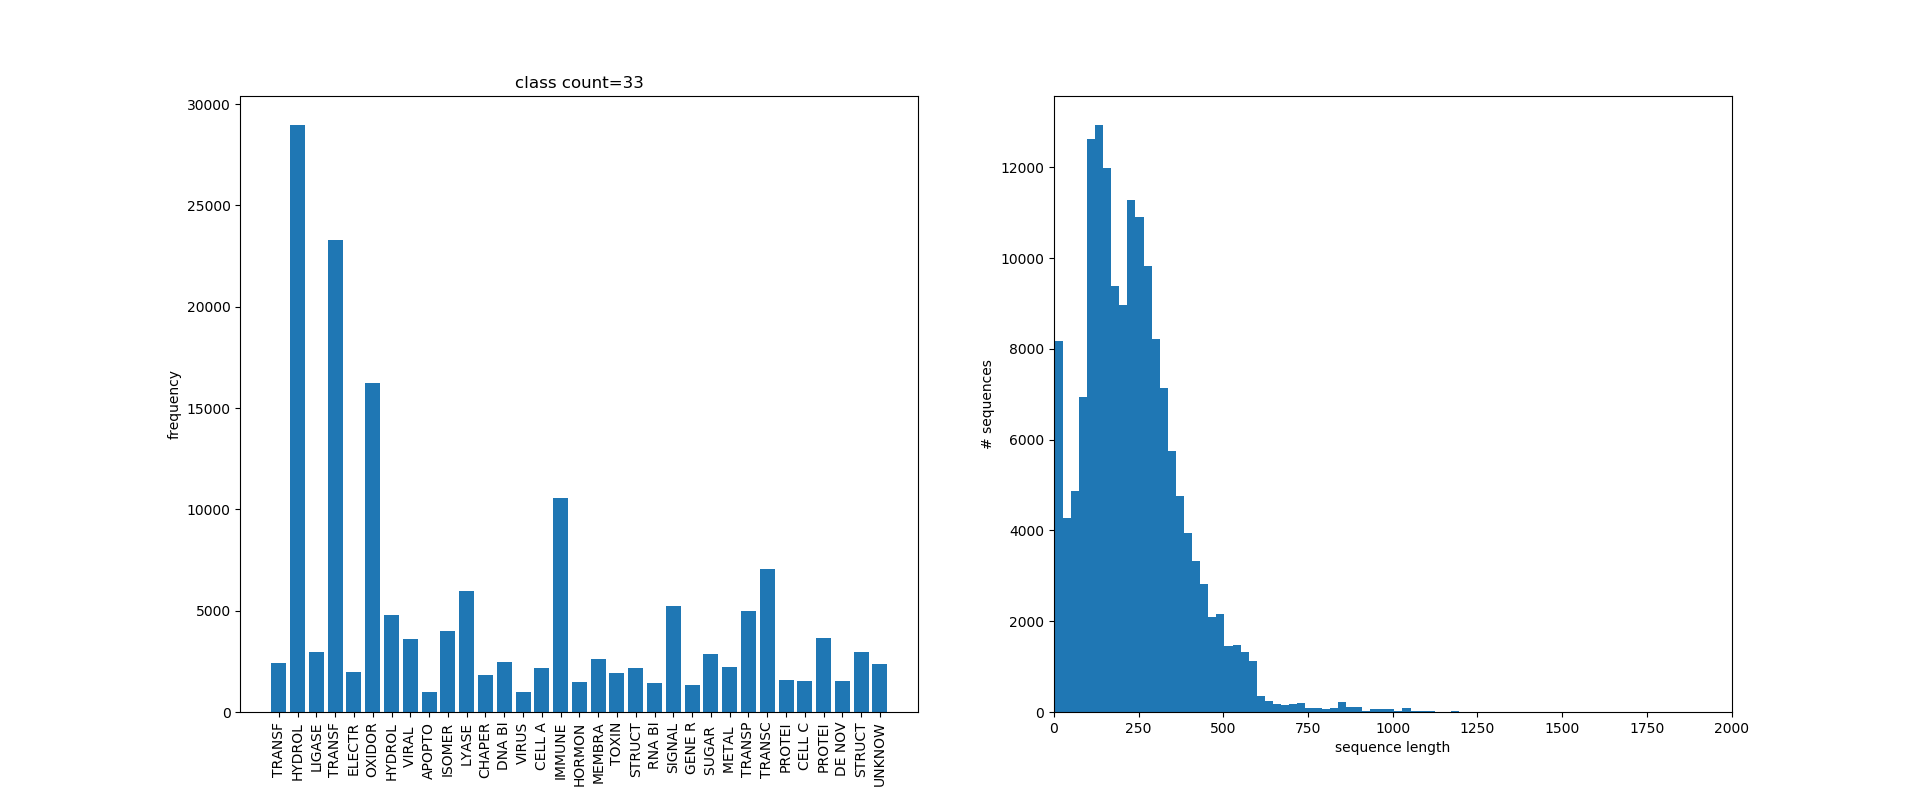 class count=33
frequency
30000
25000
20000
15000
10000
5000
0
TRANSF
HYDROL
LIGASE
TRANSF
ELECTR
OXIDOR
HYDROL
VIRAL
APOPTO
ISOMER
LYASE
CHAPER
DNA BI
VIRUS
CELL A
IMMUNE
HORMON
MEMBRA
TOXIN
STRUCT
RNA BI
SIGNAL
GENE R
SUGAR
METAL
TRANSP
TRANSC
PROTEI
CELL C
PROTEI
DE NOV
STRUCT
UNKNOW
# sequences
12000
10000
8000
6000
4000
2000
0
0 250 500 750 1000 1250 1500 1750 2000
sequence length